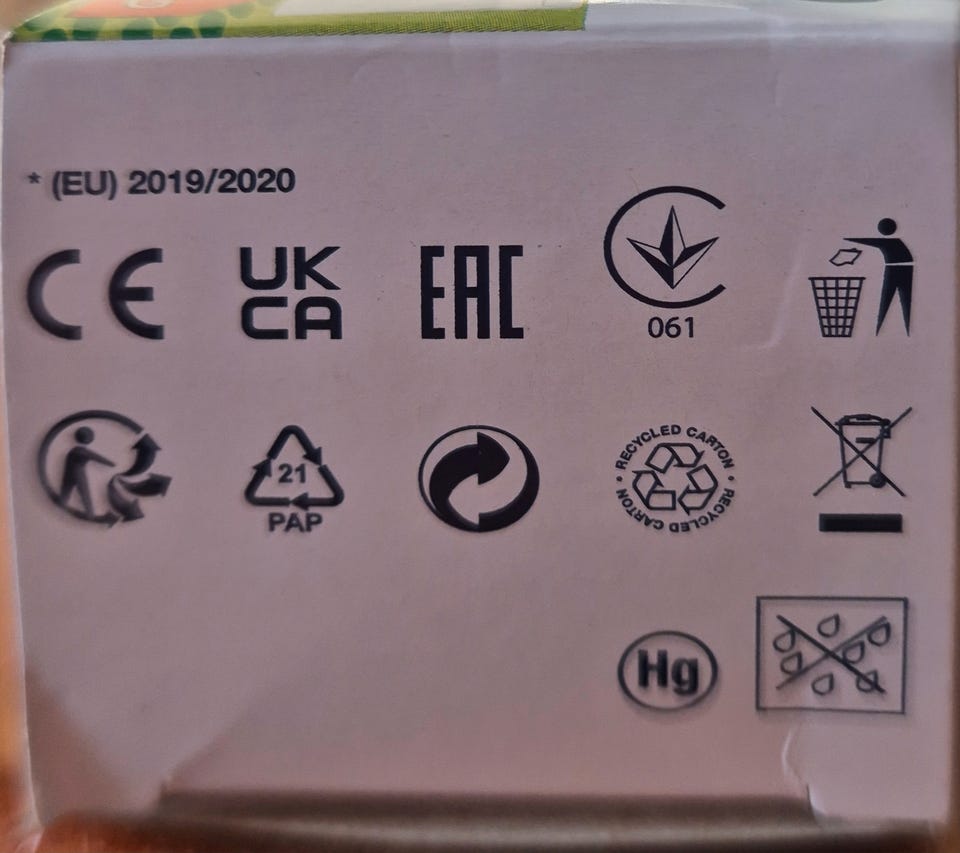 * (EU) 2019/2020
CE
UK
CA
EAC
061
21
PAP
RECYCLED CARTON • RECYCLED CARTON •
Hg